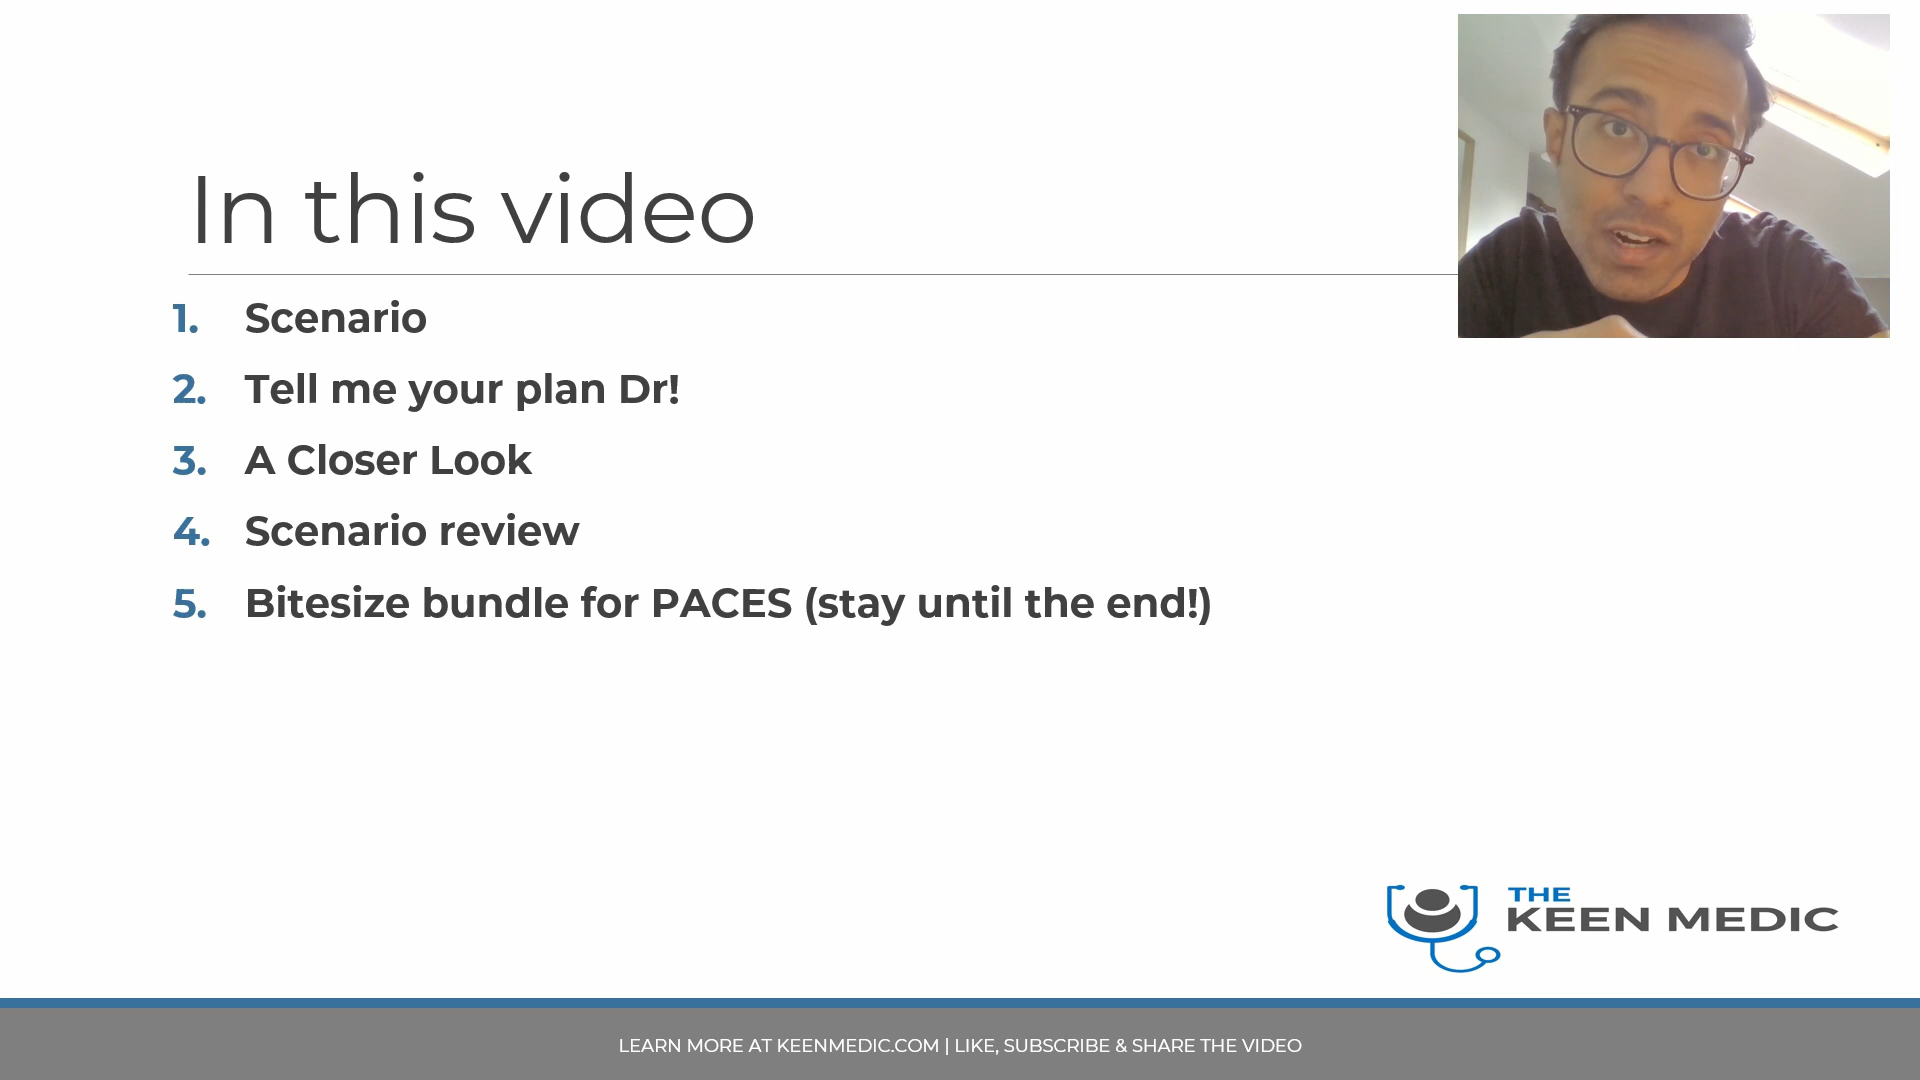 In this video
1. Scenario
2. Tell me your plan Dr!
3. A Closer Look
4. Scenario review
5. Bitesize bundle for PACES (stay until the end!)
THE
KEEN MEDIC
LEARN MORE AT KEENMEDIC.COM | LIKE, SUBSCRIBE & SHARE THE VIDEO